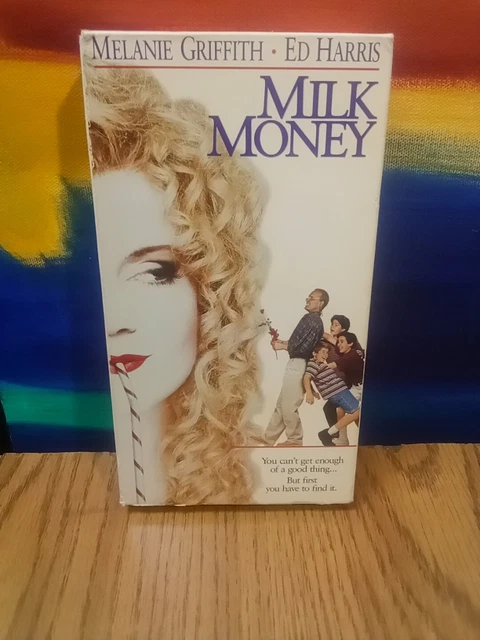 MELANIE GRIFFITH • ED HARRIS
MILK
MONEY
You can't get enough
of a good thing...
But first
you have to find it.